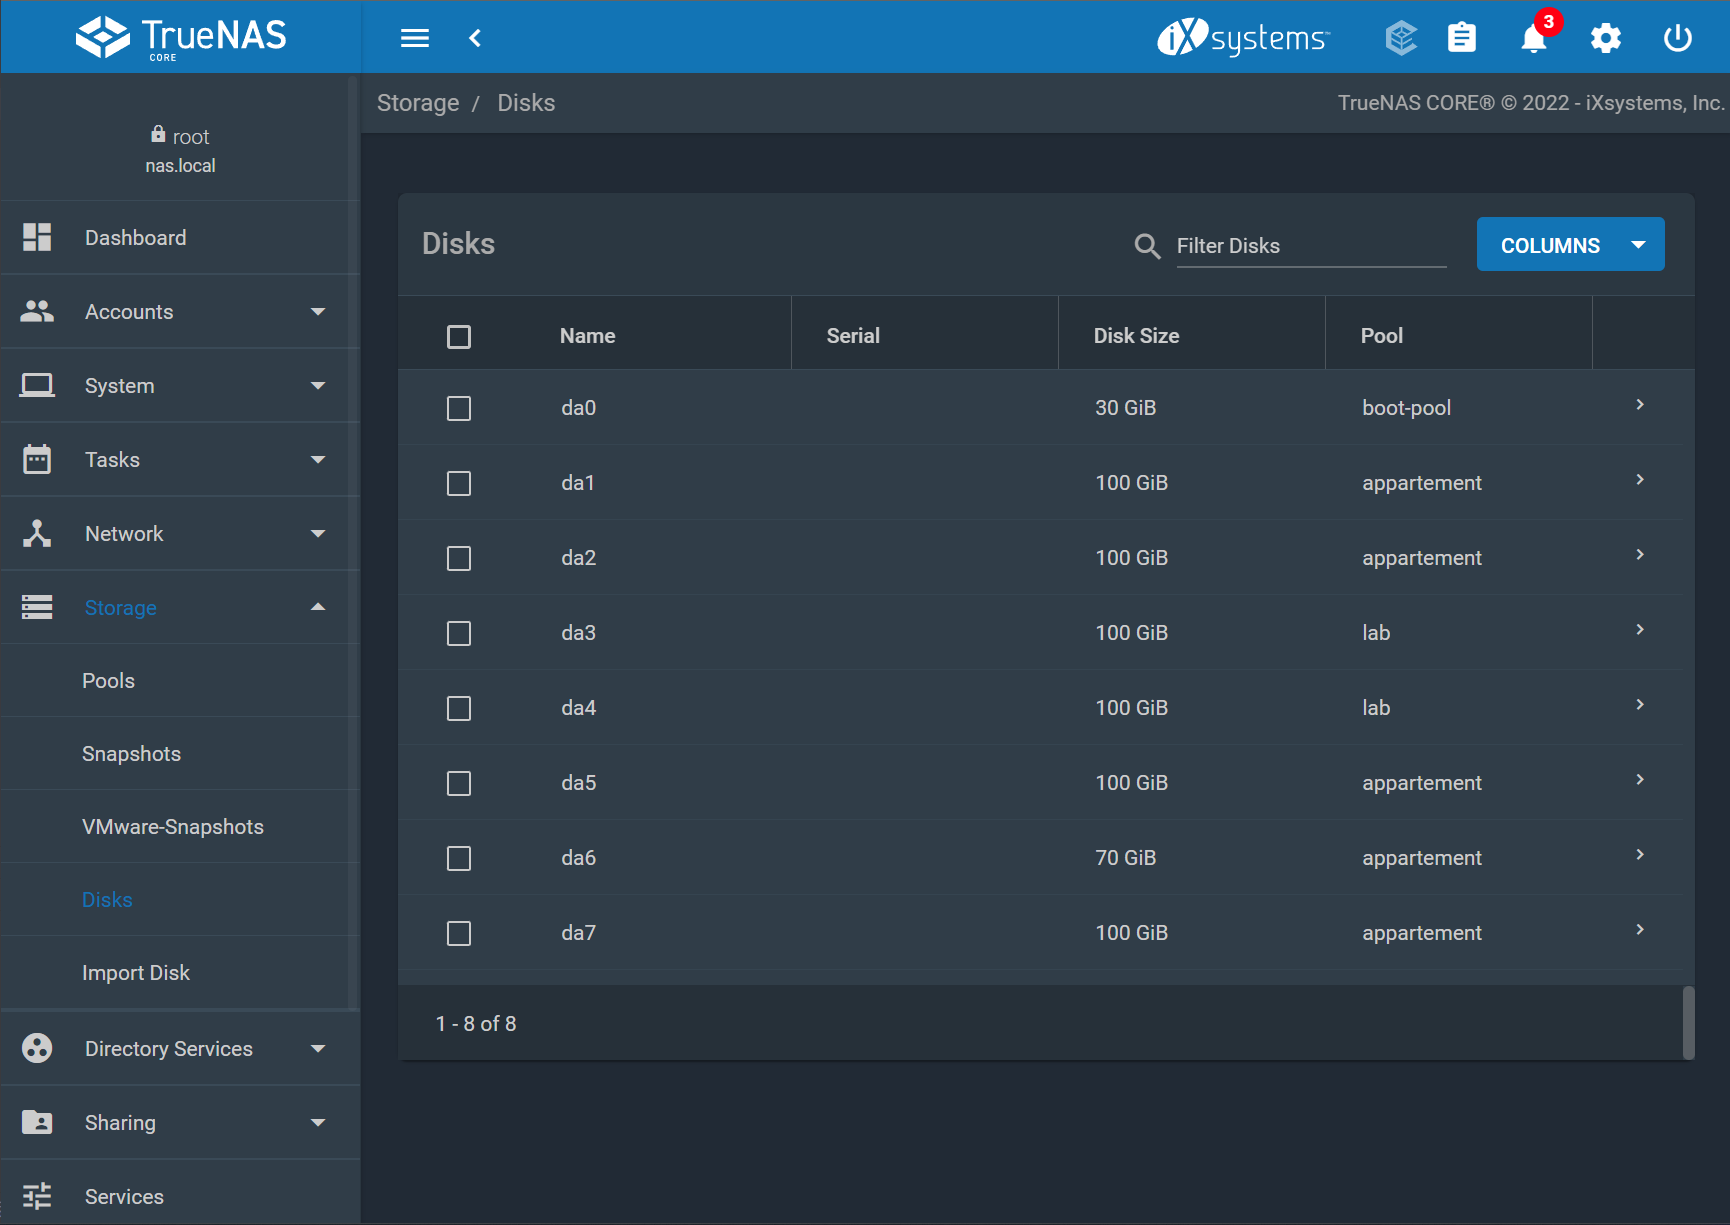 TrueNAS
CORE
iXsystems™
3
root
nas.local
Storage / Disks
TrueNAS CORE® © 2022 - iXsystems, Inc.
Dashboard
Accounts
System
Tasks
Network
Storage
Pools
Snapshots
VMware-Snapshots
Disks
Import Disk
Directory Services
Sharing
Services
Disks
Filter Disks
COLUMNS
Name Serial Disk Size Pool
da0 30 GiB boot-pool
da1 100 GiB appartement
da2 100 GiB appartement
da3 100 GiB lab
da4 100 GiB lab
da5 100 GiB appartement
da6 70 GiB appartement
da7 100 GiB appartement
1 - 8 of 8